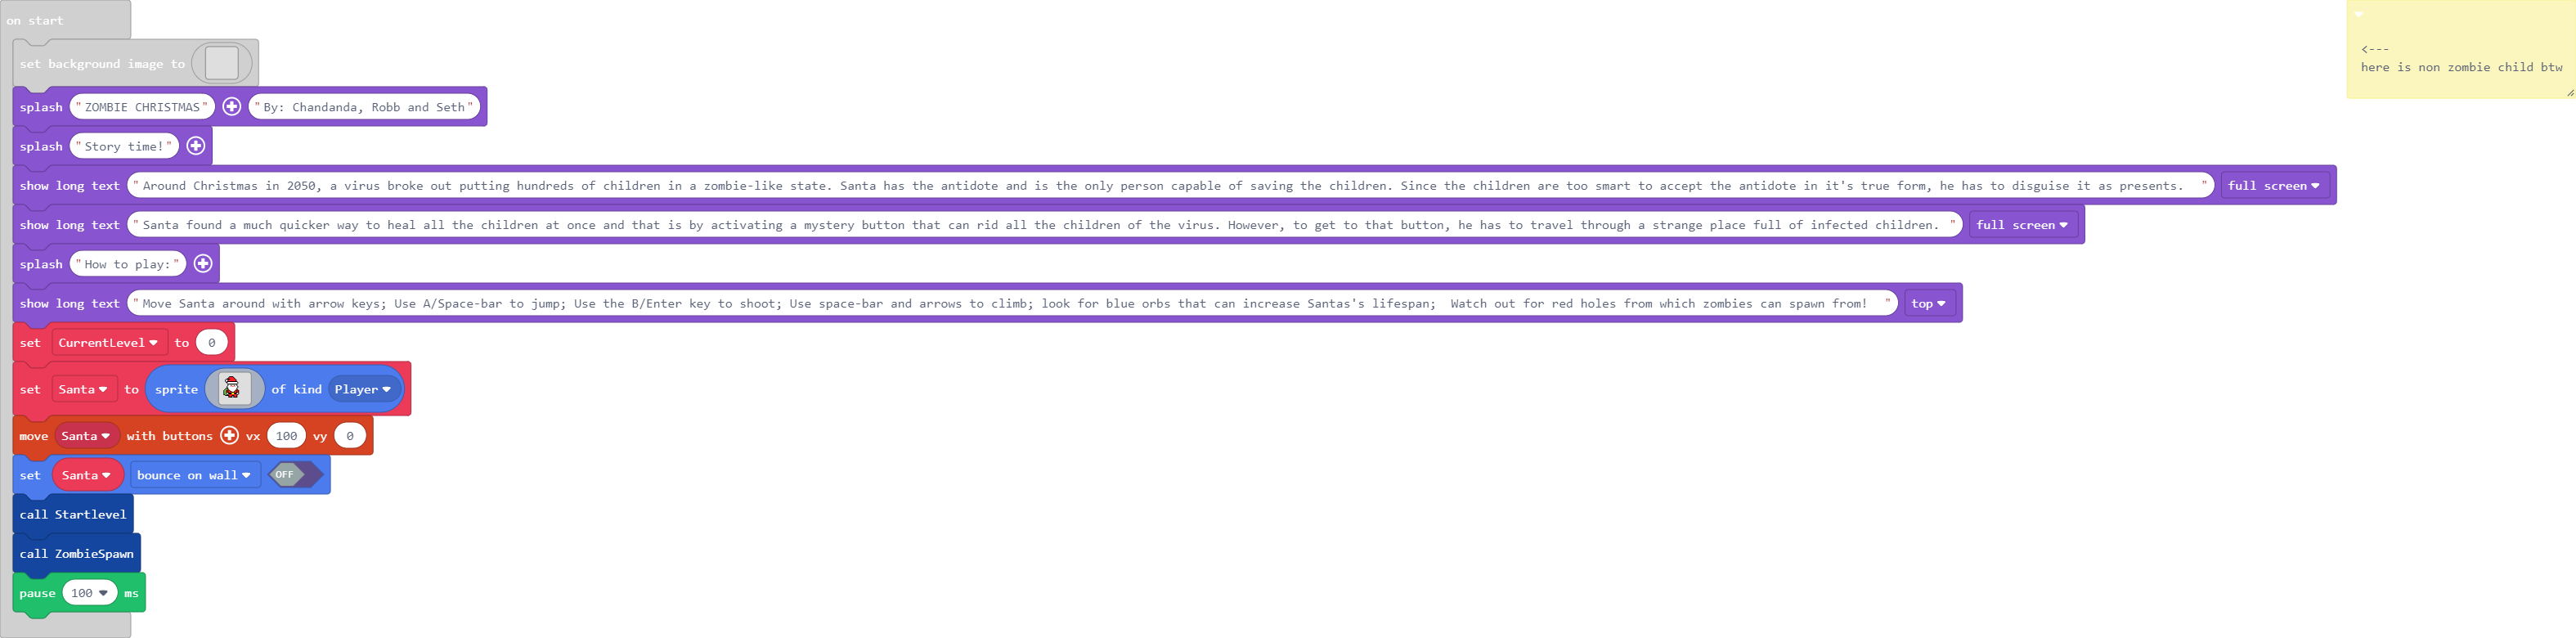 on start
set background image to
splash "ZOMBIE CHRISTMAS" "By: Chandanda, Robb and Seth"
splash "Story time!"
show long text "Around Christmas in 2050, a virus broke out putting hundreds of children in a zombie-like state. Santa has the antidote and is the only person capable of saving the children. Since the children are too smart to accept the antidote in it's true form, he has to disguise it as presents. " full screen
show long text "Santa found a much quicker way to heal all the children at once and that is by activating a mystery button that can rid all the children of the virus. However, to get to that button, he has to travel through a strange place full of infected children. " full screen
splash "How to play:"
show long text "Move Santa around with arrow keys; Use A/Space-bar to jump; Use the B/Enter key to shoot; Use space-bar and arrows to climb; look for blue orbs that can increase Santas's lifespan;  Watch out for red holes from which zombies can spawn from! " top
set CurrentLevel to 0
set Santa to sprite of kind Player
move Santa with buttons vx 100 vy 0
set Santa bounce on wall OFF
call Startlevel
call ZombieSpawn
pause 100 ms
<---
here is non zombie child btw